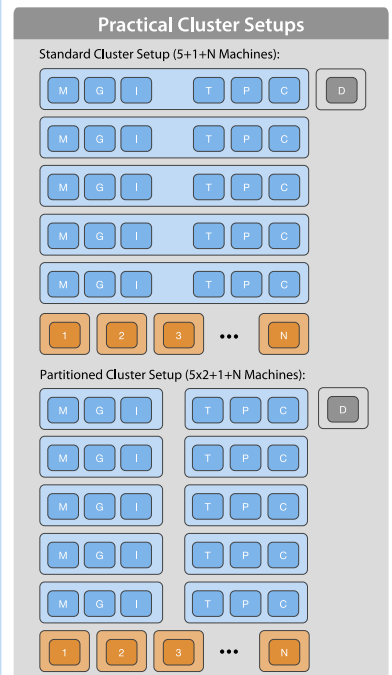 Practical Cluster Setups
Standard Cluster Setup (5+1+N Machines):
M G I T P C D
M G I T P C
M G I T P C
M G I T P C
M G I T P C
1 2 3 ••• N
Partitioned Cluster Setup (5x2+1+N Machines):
M G I T P C D
M G I T P C
M G I T P C
M G I T P C
M G I T P C
1 2 3 ••• N